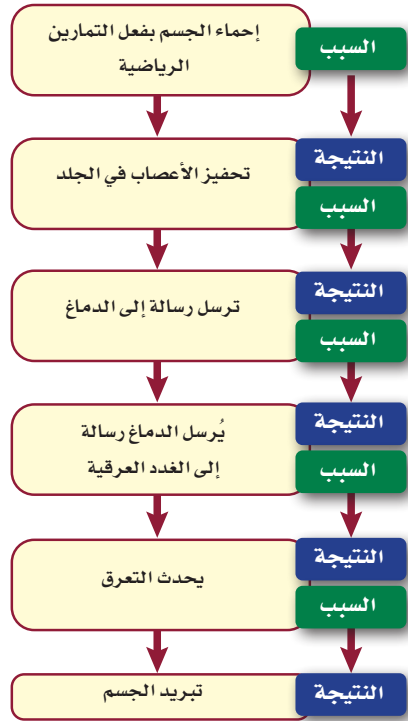 السبب
إحماء الجسم بفعل التمارين
الرياضية
النتيجة
تحفيز الأعصاب في الجلد
السبب
النتيجة
ترسل رسالة إلى الدماغ
السبب
النتيجة
يُرسل الدماغ رسالة
إلى الغدد العرقية
السبب
النتيجة
يحدث التعرق
السبب
النتيجة
تبريد الجسم